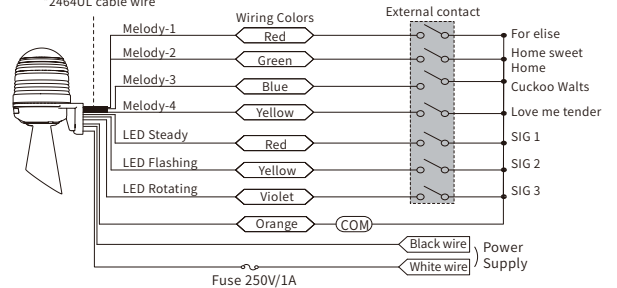 2464UL cable wire
Wiring Colors
External contact
Melody-1
Red
For elise
Melody-2
Green
Home sweet
Home
Melody-3
Blue
Cuckoo Walts
Melody-4
Yellow
Love me tender
LED Steady
Red
SIG 1
LED Flashing
Yellow
SIG 2
LED Rotating
Violet
SIG 3
Orange
COM
Black wire
White wire
Power
Supply
Fuse 250V/1A